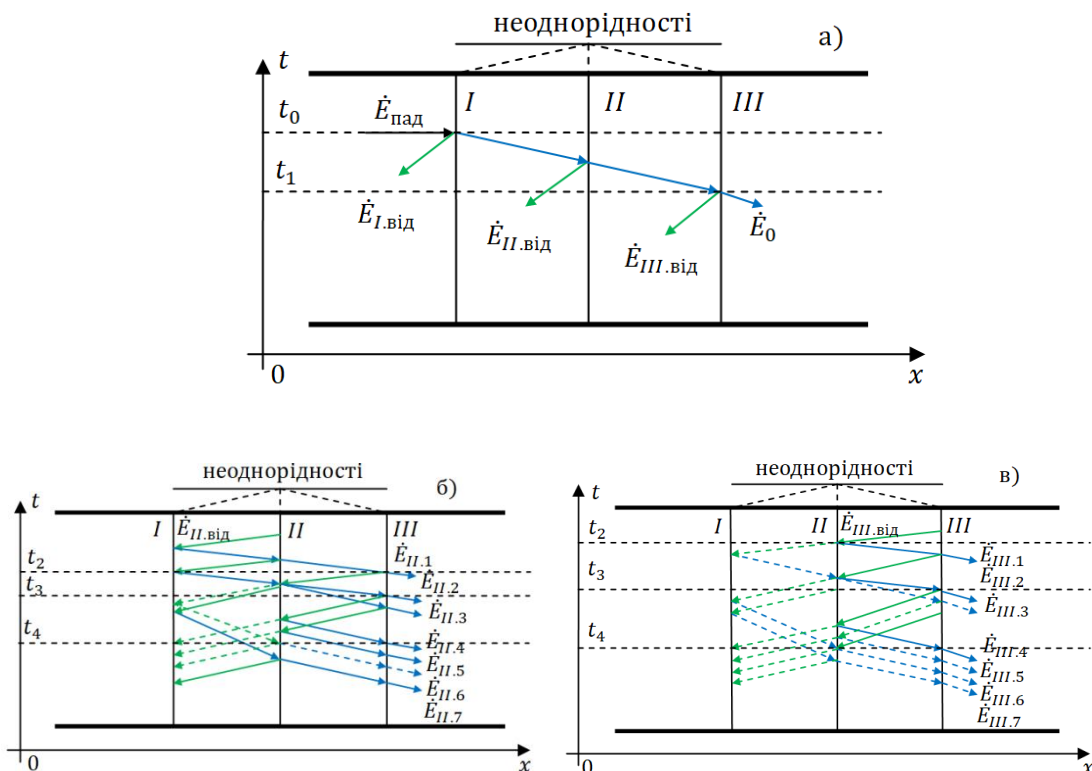 неоднорідності
а)
t
I II III
t₀
Ė пад
t₁
Ė I.від
Ė II.від
Ė III.від
Ė₀
0
x
неоднорідності
б)
t
I Ė II.від II III
t₂
Ė II.1
Ė II.2
t₃
Ė II.3
t₄
Ė II.4
Ė II.5
Ė II.6
Ė II.7
0
x
неоднорідності
в)
t
I II Ė III.від III
t₂
Ė III.1
t₃
Ė III.2
Ė III.3
t₄
Ė III.4
Ė III.5
Ė III.6
Ė III.7
0
x